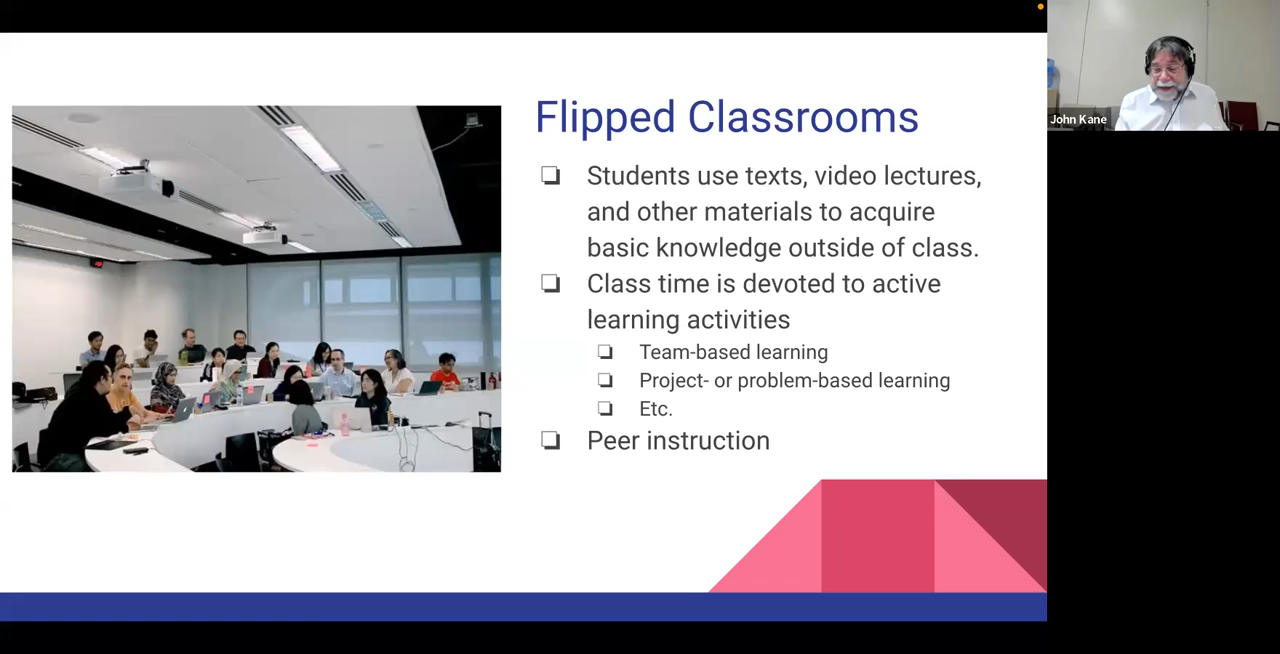 Flipped Classrooms
Students use texts, video lectures,
and other materials to acquire
basic knowledge outside of class.
Class time is devoted to active
learning activities
Team-based learning
Project- or problem-based learning
Etc.
Peer instruction
John Kane